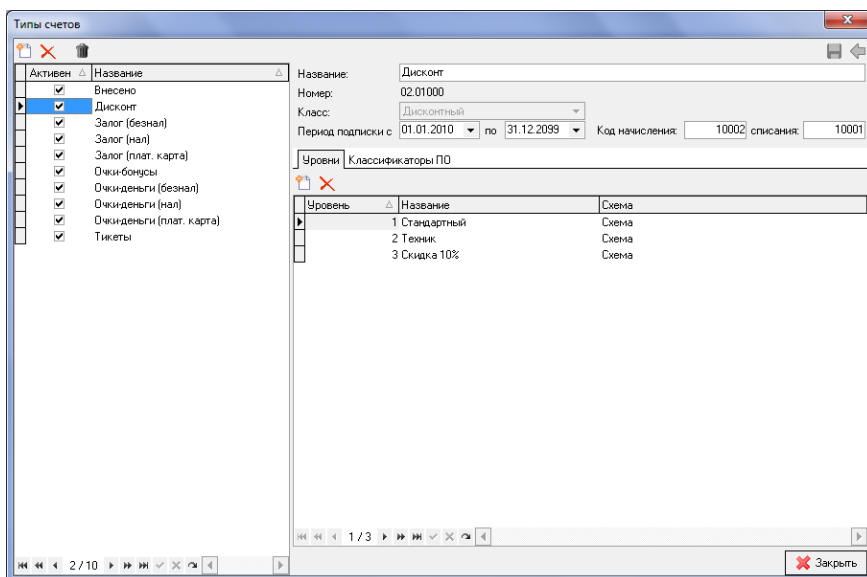 Типы счетов
Активен Название
Внесено
Дисконт
Залог (безнал)
Залог (нал)
Залог (плат. карта)
Очки-бонусы
Очки-деньги (безнал)
Очки-деньги (нал)
Очки-деньги (плат. карта)
Тикеты
2 / 10
Название: Дисконт
Номер: 02.01000
Класс: Дисконтный
Период подписки с 01.01.2010 по 31.12.2099 Код начисления: 10002 списания: 10001
Уровни Классификаторы ПО
Уровень Название Схема
1 Стандартный Схема
2 Техник Схема
3 Скидка 10% Схема
1 / 3
Закрыть